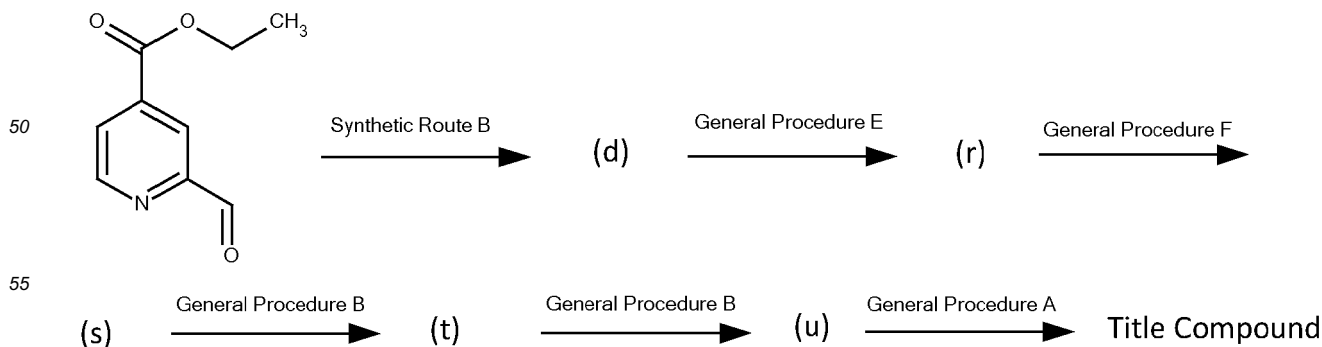 O
O
CH3
50
N
O
Synthetic Route B
(d)
General Procedure E
(r)
General Procedure F
55
(s)
General Procedure B
(t)
General Procedure B
(u)
General Procedure A
Title Compound